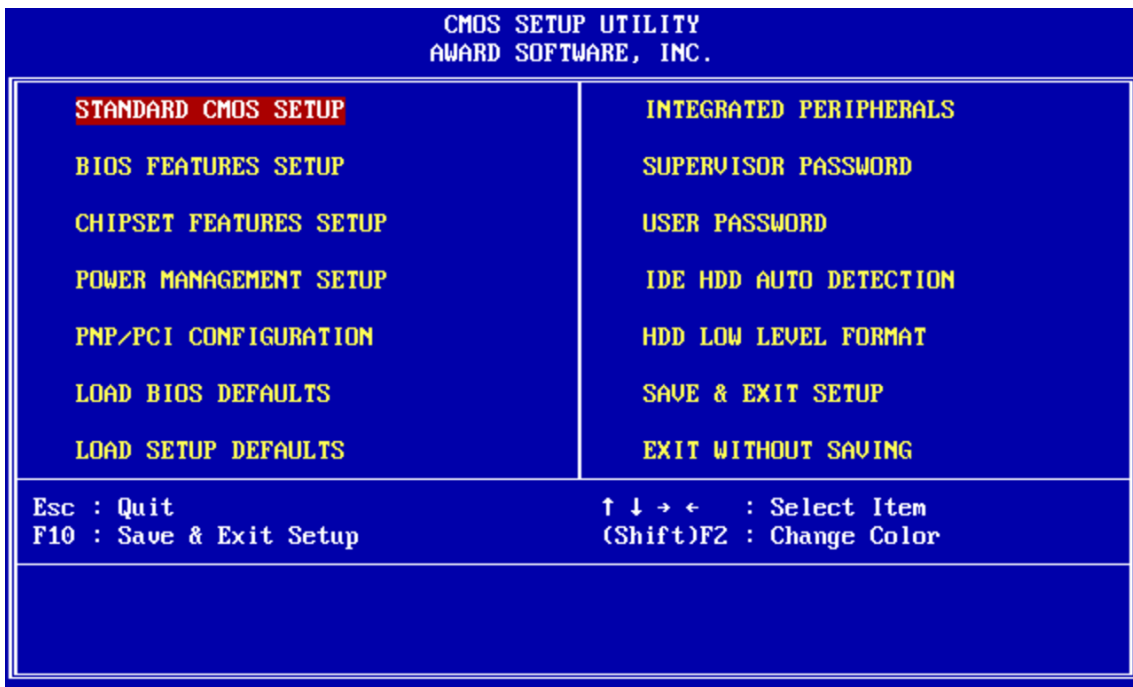 CMOS SETUP UTILITY
AWARD SOFTWARE, INC.
STANDARD CMOS SETUP
BIOS FEATURES SETUP
CHIPSET FEATURES SETUP
POWER MANAGEMENT SETUP
PNP/PCI CONFIGURATION
LOAD BIOS DEFAULTS
LOAD SETUP DEFAULTS
INTEGRATED PERIPHERALS
SUPERVISOR PASSWORD
USER PASSWORD
IDE HDD AUTO DETECTION
HDD LOW LEVEL FORMAT
SAVE & EXIT SETUP
EXIT WITHOUT SAVING
Esc : Quit
F10 : Save & Exit Setup
↑ ↓ → ← : Select Item
(Shift)F2 : Change Color